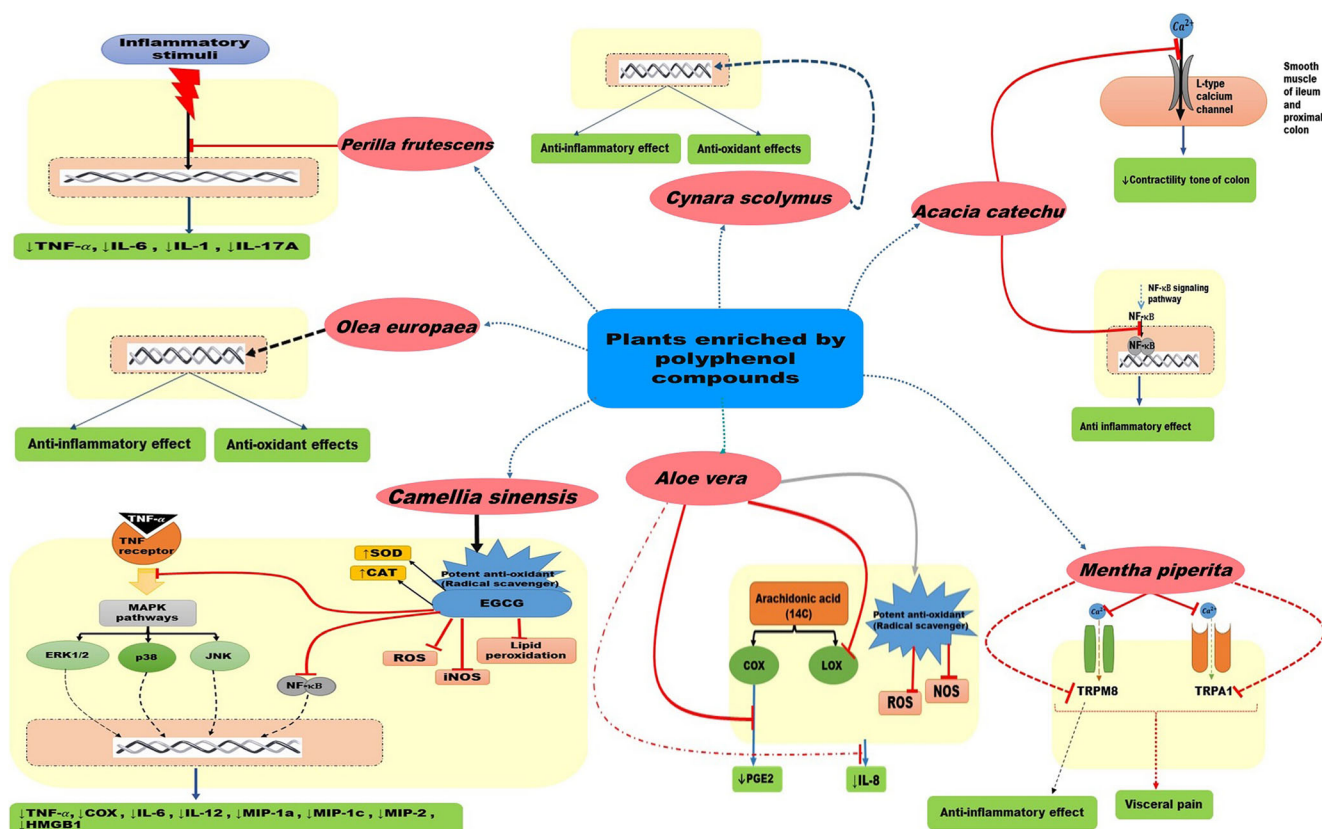 Inflammatory
stimuli
Perilla frutescens
↓TNF-α, ↓IL-6 , ↓IL-1 , ↓IL-17A
Anti-inflammatory effect
Anti-oxidant effects
Cynara scolymus
Ca²⁺
L-type
calcium
channel
Smooth
muscle
of ileum
and
proximal
colon
↓Contractility tone of colon
Acacia catechu
NF-κB signaling
pathway
NF-κB
NF-κB
Anti inflammatory effect
Olea europaea
Anti-inflammatory effect
Anti-oxidant effects
Plants enriched by
polyphenol
compounds
Camellia sinensis
TNF-α
TNF
receptor
MAPK
pathways
ERK1/2
p38
JNK
↑SOD
↑CAT
Potent anti-oxidant
(Radical scavenger)
EGCG
ROS
iNOS
Lipid
peroxidation
NF-κB
↓TNF-α, ↓COX , ↓IL-6 , ↓IL-12 , ↓MIP-1a , ↓MIP-1c , ↓MIP-2 ,
↓HMGB1
Aloe vera
Arachidonic acid
(14C)
COX
LOX
Potent anti-oxidant
(Radical scavenger)
ROS
NOS
↓PGE2
↓IL-8
Mentha piperita
Ca²⁺
Ca²⁺
TRPM8
TRPA1
Anti-inflammatory effect
Visceral pain